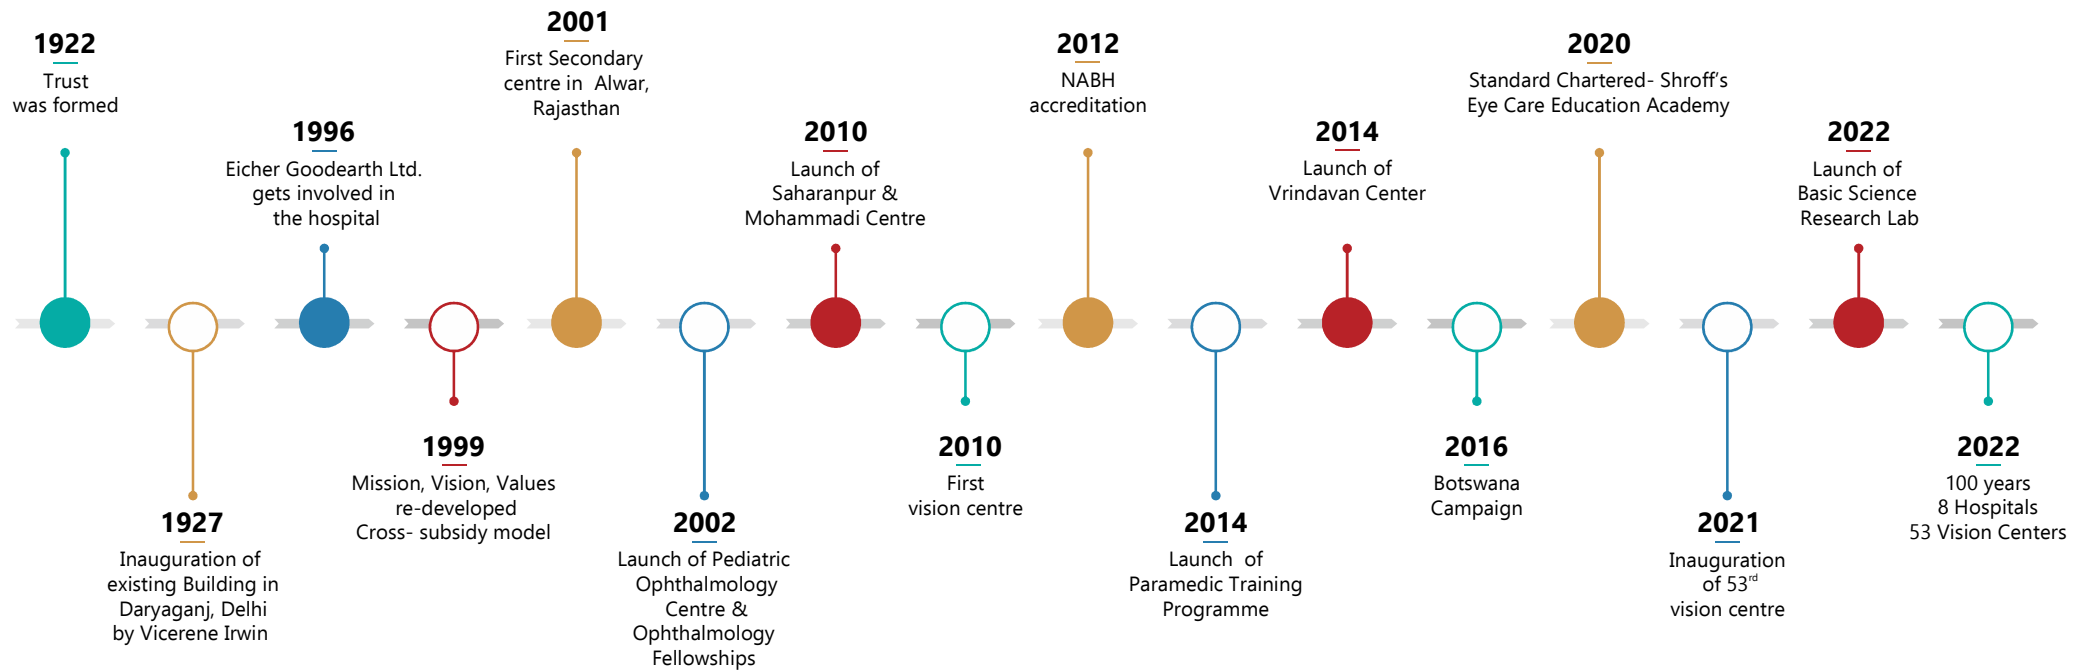 1922
Trust
was formed
1927
Inauguration of
existing Building in
Daryaganj, Delhi
by Vicerene Irwin
1996
Eicher Goodearth Ltd.
gets involved in
the hospital
1999
Mission, Vision, Values
re-developed
Cross- subsidy model
2001
First Secondary
centre in Alwar,
Rajasthan
2002
Launch of Pediatric
Ophthalmology
Centre &
Ophthalmology
Fellowships
2010
Launch of
Saharanpur &
Mohammadi Centre
2010
First
vision centre
2012
NABH
accreditation
2014
Launch of
Paramedic Training
Programme
2014
Launch of
Vrindavan Center
2016
Botswana
Campaign
2020
Standard Chartered- Shroff's
Eye Care Education Academy
2021
Inauguration
of 53rd
vision centre
2022
Launch of
Basic Science
Research Lab
2022
100 years
8 Hospitals
53 Vision Centers